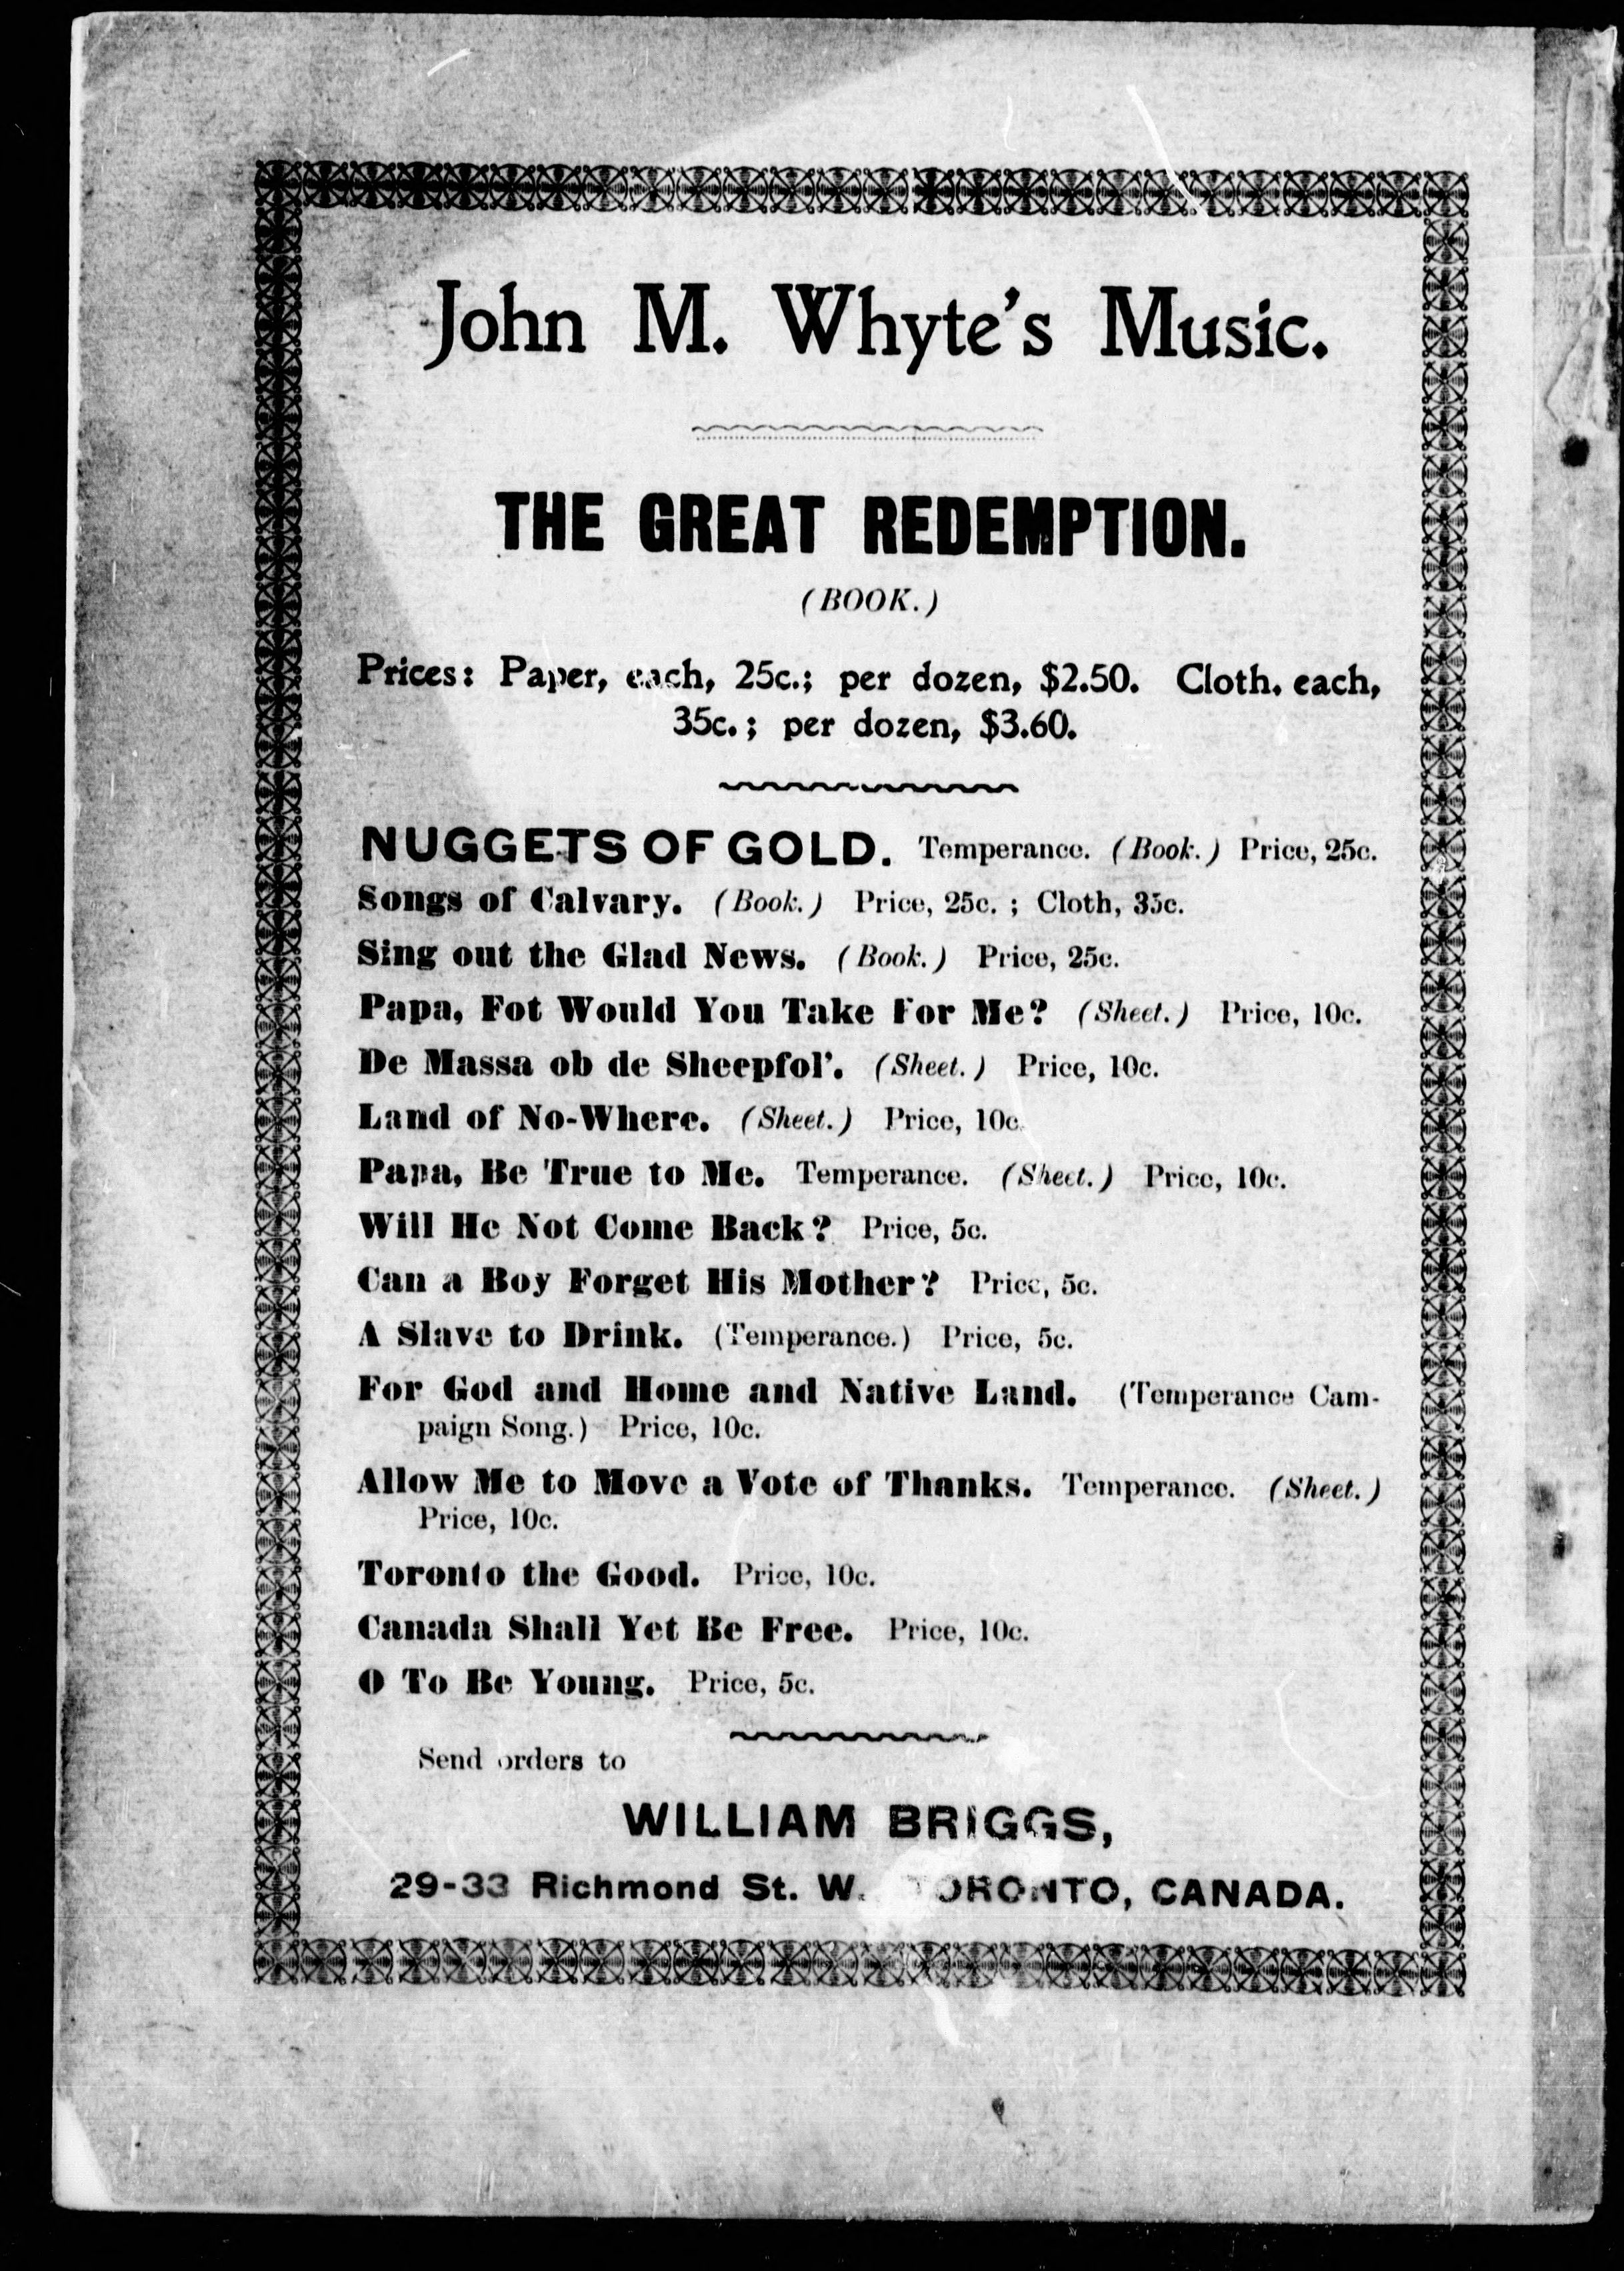 John M. Whyte's Music.
THE GREAT REDEMPTION.
(BOOK.)
Prices: Paper, each, 25c.; per dozen, $2.50. Cloth, each,
35c.; per dozen, $3.60.
NUGGETS OF GOLD. Temperance. (Book.) Price, 25c.
Songs of Calvary. (Book.) Price, 25c. ; Cloth, 35c.
Sing out the Glad News. (Book.) Price, 25c.
Papa, Fot Would You Take For Me? (Sheet.) Price, 10c.
De Massa ob de Sheepfol'. (Sheet.) Price, 10c.
Land of No-Where. (Sheet.) Price, 10c.
Papa, Be True to Me. Temperance. (Sheet.) Price, 10c.
Will He Not Come Back? Price, 5c.
Can a Boy Forget His Mother? Price, 5c.
A Slave to Drink. (Temperance.) Price, 5c.
For God and Home and Native Land. (Temperance Cam-
paign Song.) Price, 10c.
Allow Me to Move a Vote of Thanks. Temperance. (Sheet.)
Price, 10c.
Toronto the Good. Price, 10c.
Canada Shall Yet Be Free. Price, 10c.
O To Be Young. Price, 5c.
Send orders to
WILLIAM BRIGGS,
29-33 Richmond St. W. TORONTO, CANADA.